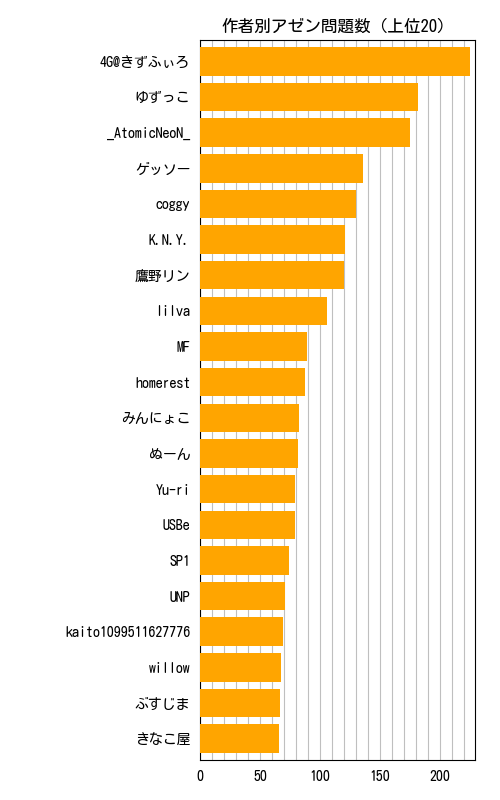 作者別アゼン問題数（上位20）
4G@きずふぃろ
ゆずっこ
_AtomicNeoN_
ゲッソー
coggy
K.N.Y.
鷹野リン
lilva
MF
homerest
みんにょこ
ぬーん
Yu-ri
USBe
SP1
UNP
kaito1099511627776
willow
ぶすじま
きなこ屋
0 50 100 150 200